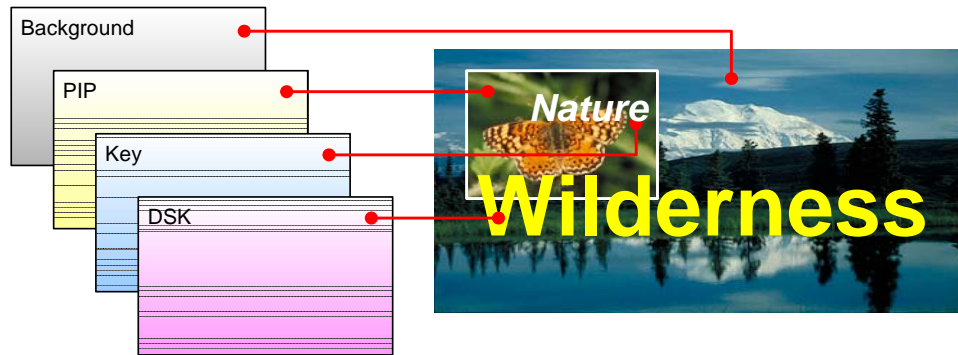 Background
PIP
Key
DSK
Nature
Wilderness